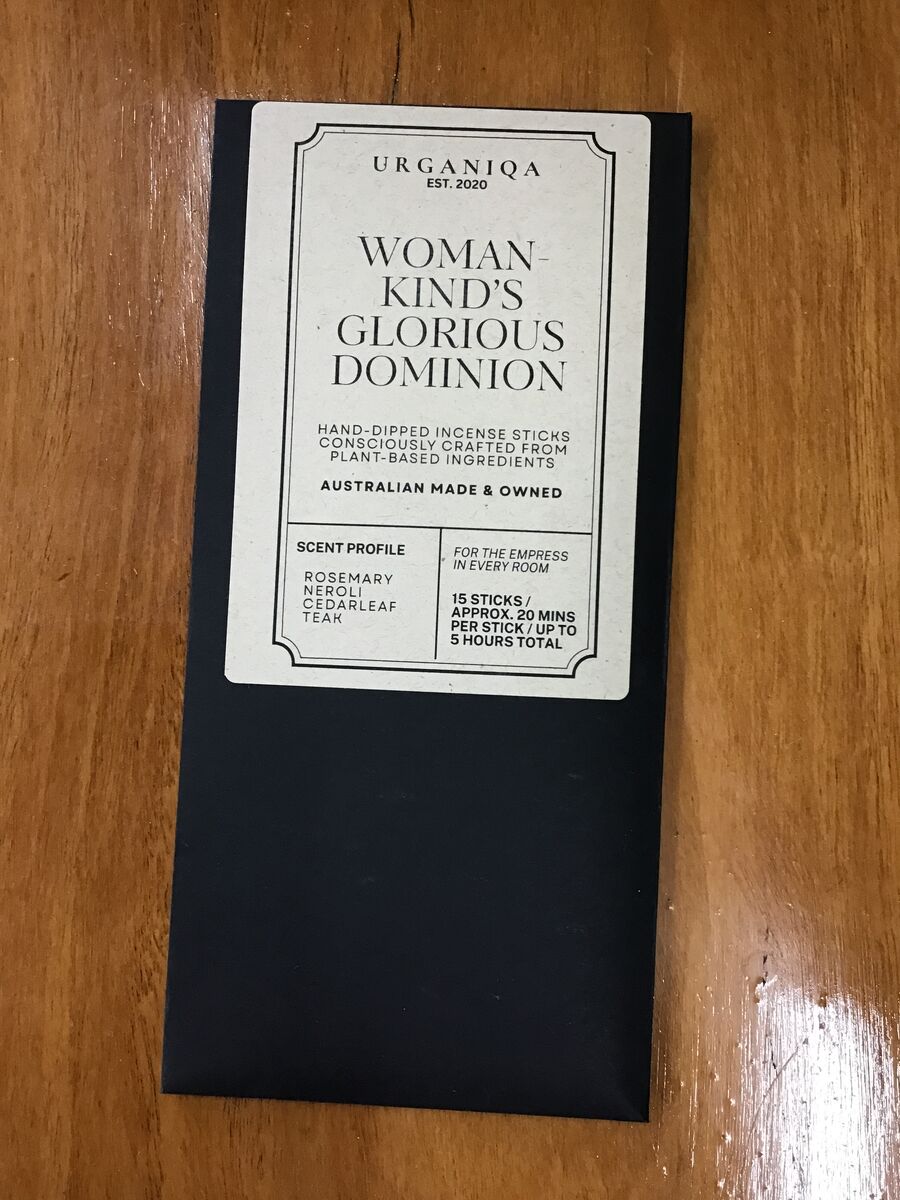 URGANIQA
EST. 2020
WOMAN-
KIND'S
GLORIOUS
DOMINION
HAND-DIPPED INCENSE STICKS
CONSCIOUSLY CRAFTED FROM
PLANT-BASED INGREDIENTS
AUSTRALIAN MADE & OWNED
SCENT PROFILE
ROSEMARY
NEROLI
CEDARLEAF
TEAK
FOR THE EMPRESS
IN EVERY ROOM
15 STICKS /
APPROX. 20 MINS
PER STICK / UP TO
5 HOURS TOTAL